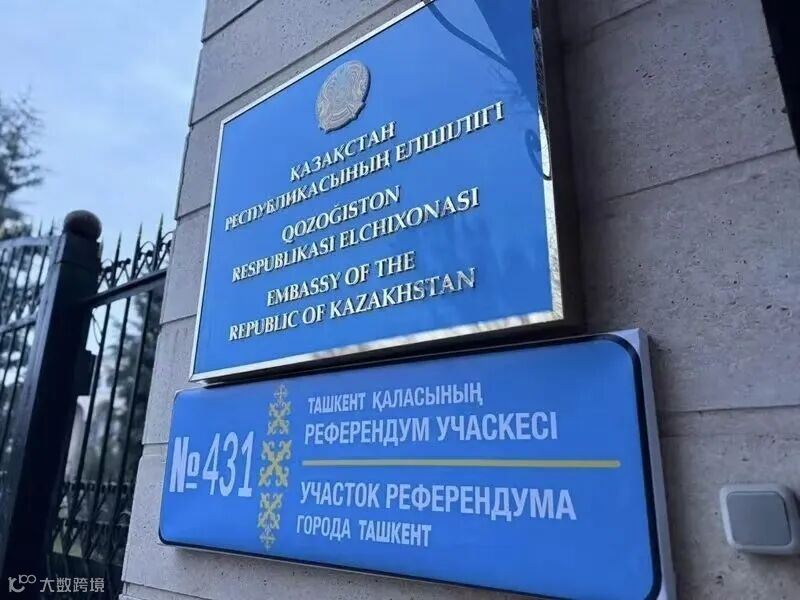 ҚАЗАҚСТАН
РЕСПУБЛИКАСЫНЫҢ ЕЛШІЛІГІ
QOZOĞISTON
RESPUBLIKASI ELCHIXONASI
EMBASSY OF THE
REPUBLIC OF KAZAKHSTAN
№431
ТАШКЕНТ ҚАЛАСЫНЫҢ
РЕФЕРЕНДУМ УЧАСКЕСІ
УЧАСТОК РЕФЕРЕНДУМА
ГОРОДА ТАШКЕНТ
大数跨境